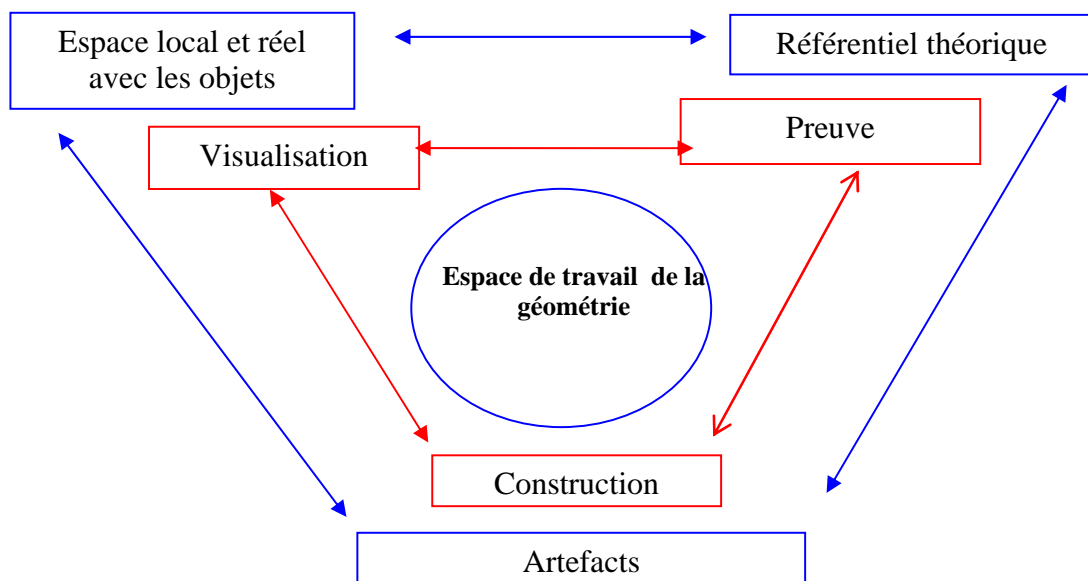 Espace local et réel
avec les objets
Référentiel théorique
Visualisation
Preuve
Espace de travail de la
géométrie
Construction
Artefacts